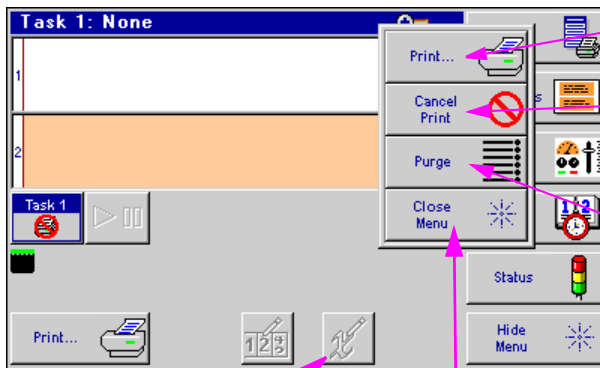 Task 1: None
1
2
Print...
Cancel
Print
Purge
Close
Menu
s
Task 1
Status
Print...
Hide
Menu